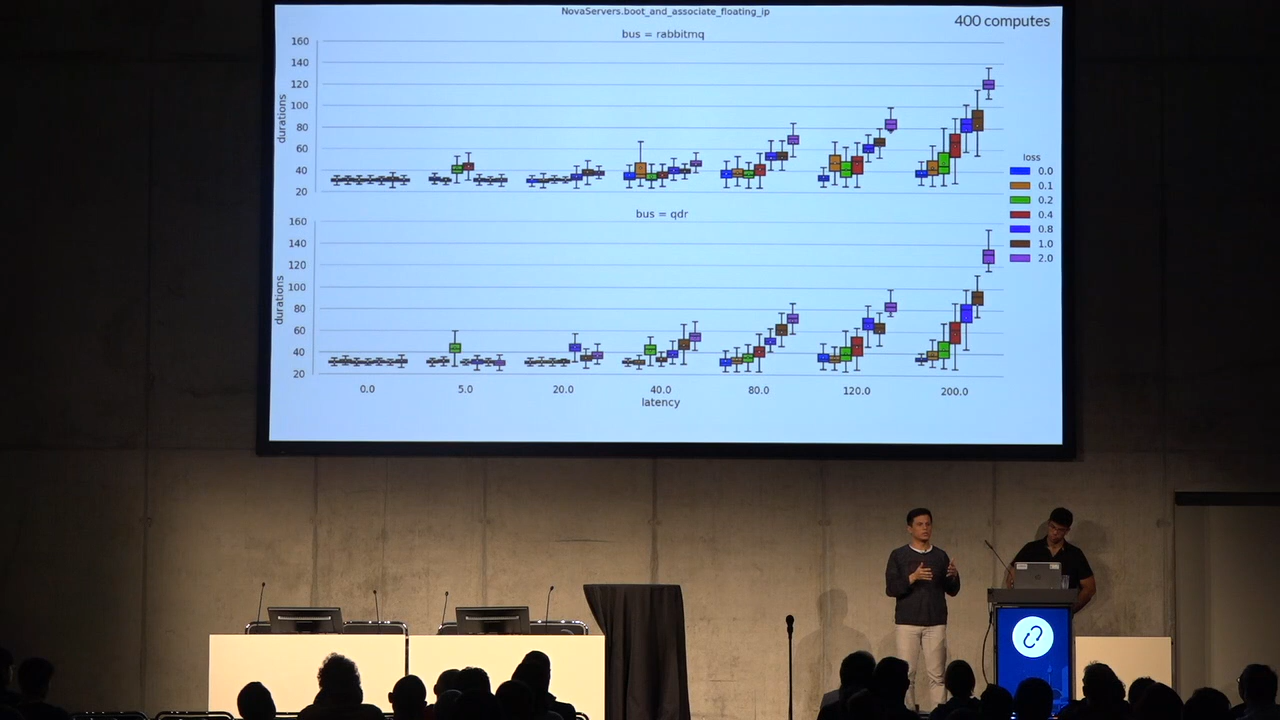 NovaServers.boot_and_associate_floating_ip
400 computes
bus = rabbitmq
160
140
120
100
80
60
40
20
durations
loss
0.0
0.1
0.2
0.4
0.8
1.0
2.0
bus = qdr
160
140
120
100
80
60
40
20
durations
0.0 5.0 20.0 40.0 80.0 120.0 200.0
latency